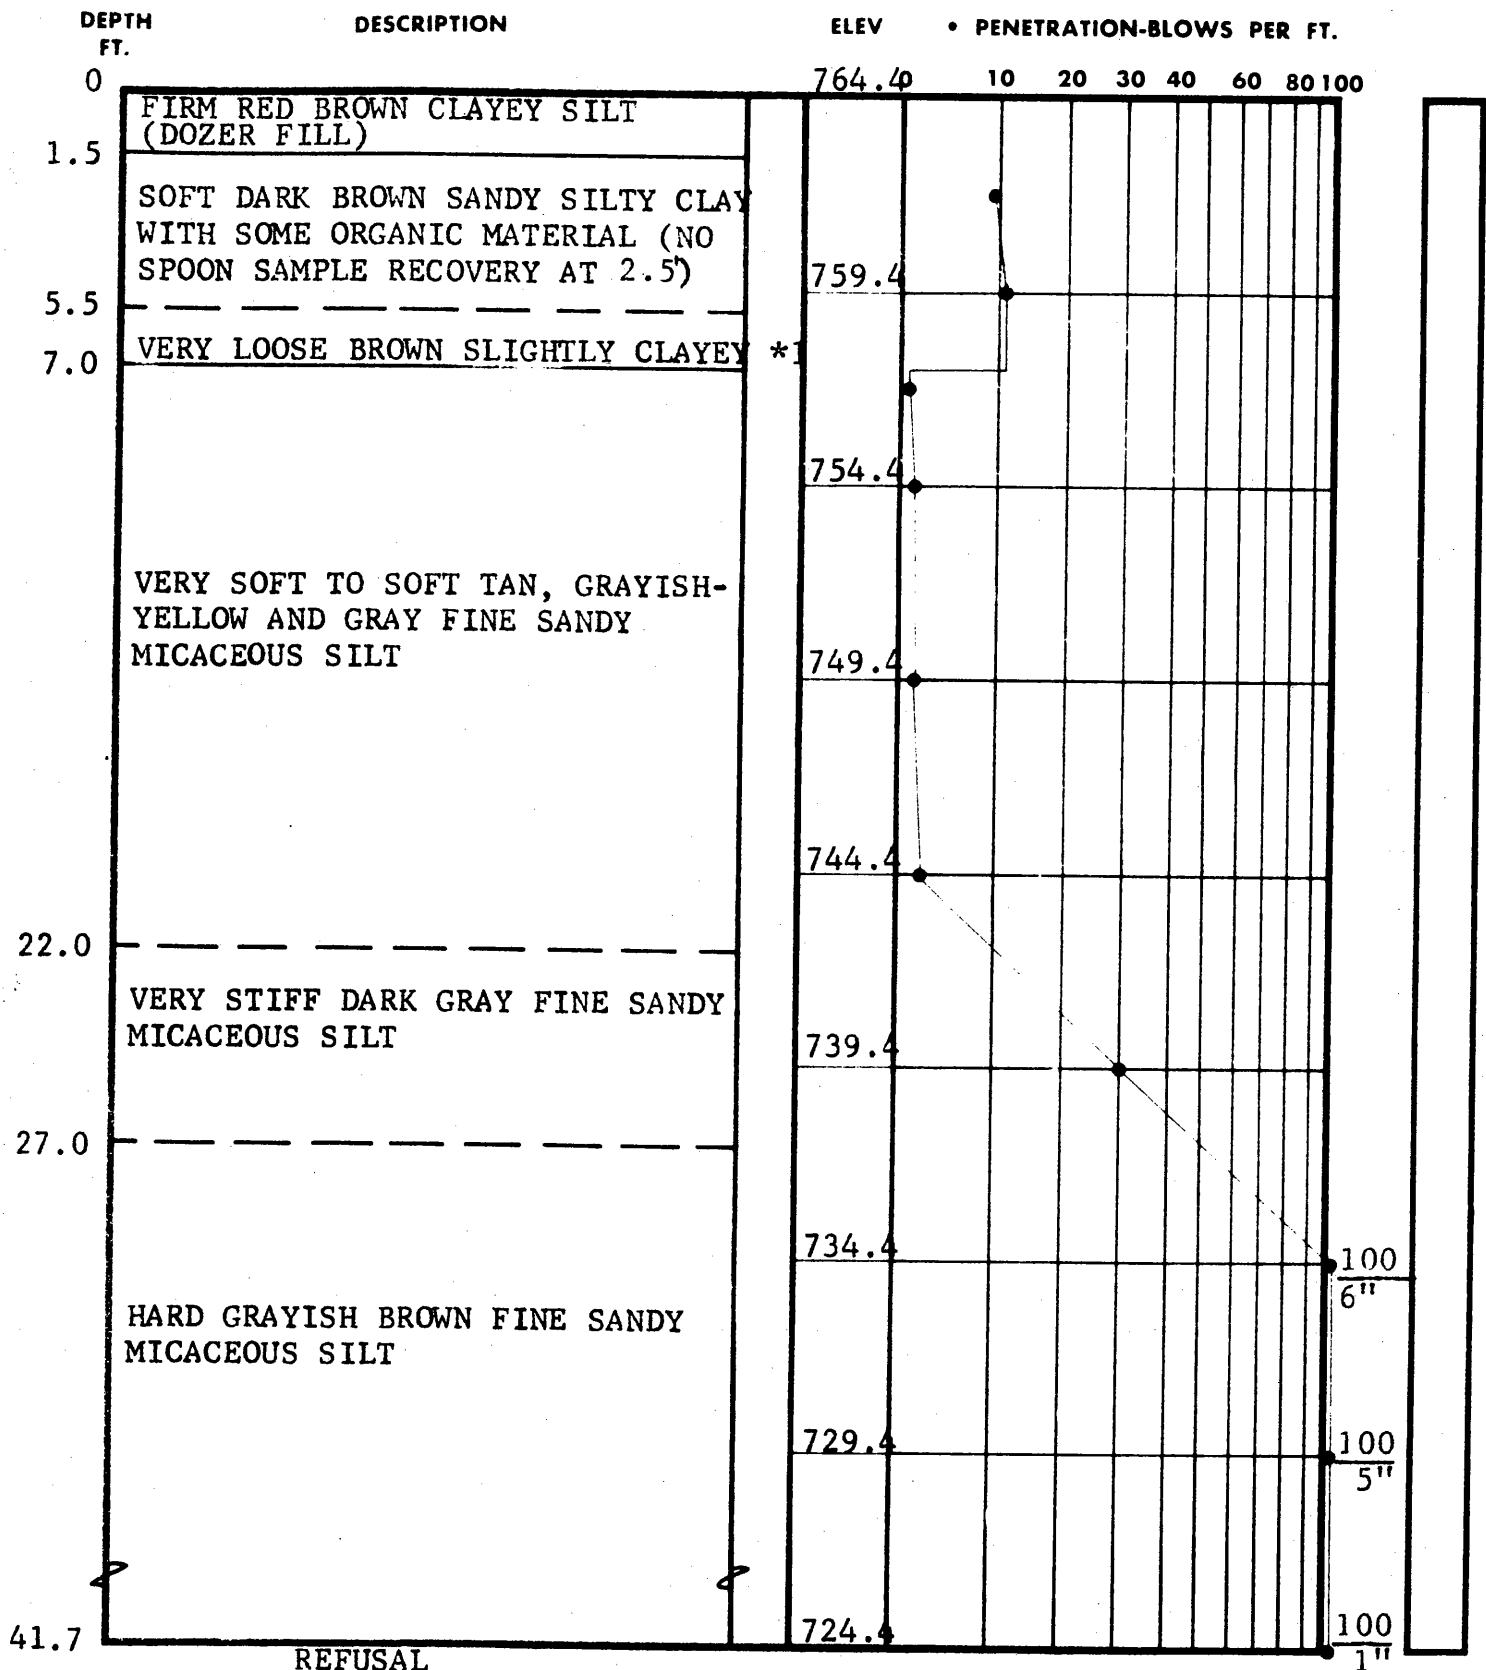 DEPTH FT.
DESCRIPTION
ELEV
• PENETRATION-BLOWS PER FT.
0
764.4
0 10 20 30 40 60 80 100
FIRM RED BROWN CLAYEY SILT
(DOZER FILL)
1.5
SOFT DARK BROWN SANDY SILTY CLAY
WITH SOME ORGANIC MATERIAL (NO
SPOON SAMPLE RECOVERY AT 2.5')
759.4
5.5
VERY LOOSE BROWN SLIGHTLY CLAYEY *1
7.0
754.4
VERY SOFT TO SOFT TAN, GRAYISH-
YELLOW AND GRAY FINE SANDY
MICACEOUS SILT
749.4
744.4
22.0
VERY STIFF DARK GRAY FINE SANDY
MICACEOUS SILT
739.4
27.0
734.4
100
6"
HARD GRAYISH BROWN FINE SANDY
MICACEOUS SILT
729.4
100
5"
41.7
724.4
100
1"
REFUSAL